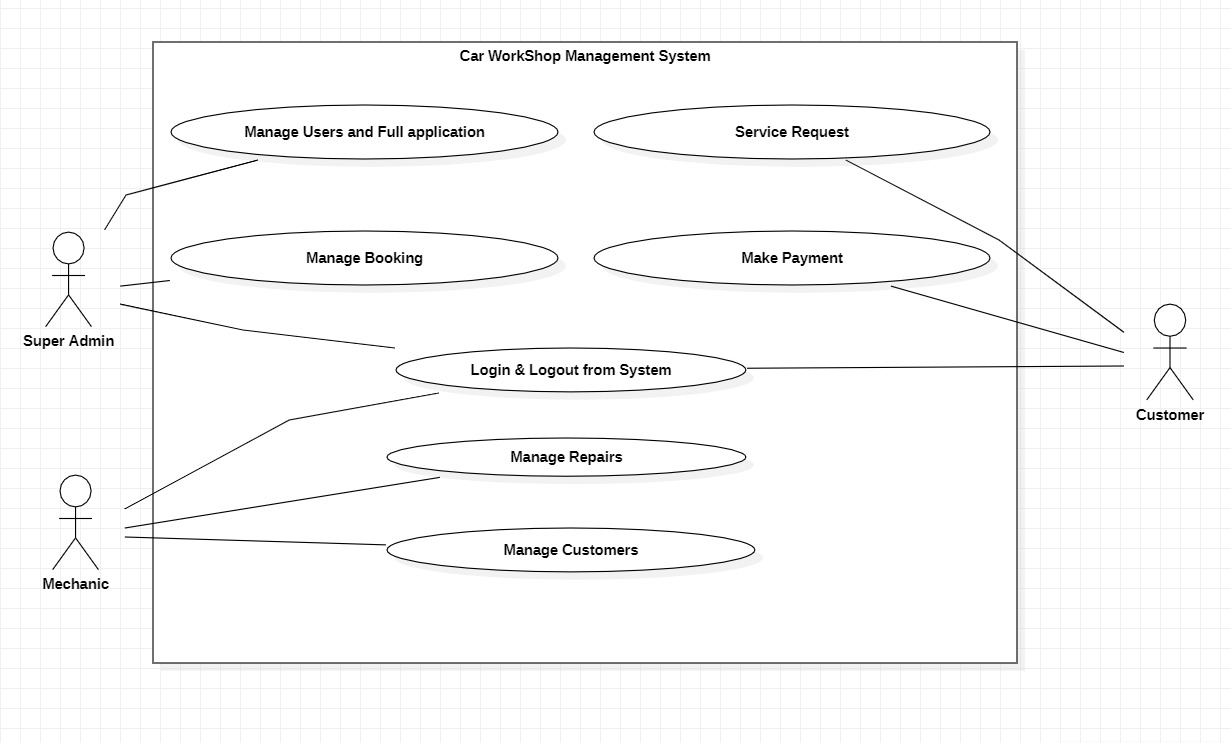 Car WorkShop Management System
Manage Users and Full application
Service Request
Manage Booking
Make Payment
Super Admin
Login & Logout from System
Customer
Manage Repairs
Manage Customers
Mechanic